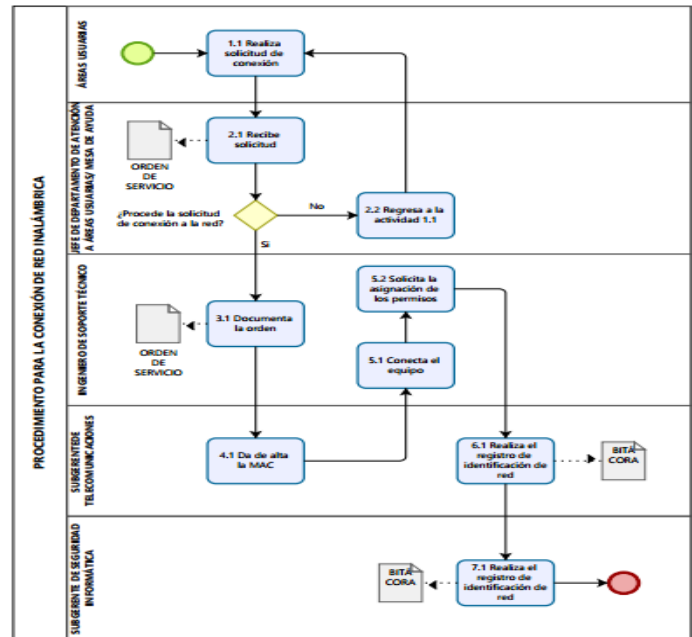 PROCEDIMIENTO PARA LA CONEXIÓN DE RED INALÁMBRICA
ÁREAS USUARIAS
1.1 Realiza
solicitud de
conexión
JEFE DE DEPARTAMENTO DE ATENCIÓN
A ÁREAS USUARIAS/ MESA DE AYUDA
2.1 Recibe
solicitud
ORDEN
DE
SERVICIO
¿Procede la solicitud
de conexión a la red?
No
2.2 Regresa a la
actividad 1.1
Si
INGENIERO DE SOPORTE TÉCNICO
5.2 Solicita la
asignación de
los permisos
3.1 Documenta
la orden
ORDEN
DE
SERVICIO
5.1 Conecta el
equipo
SUBGERENTE DE
TELECOMUNICACIONES
4.1 Da de alta
la MAC
6.1 Realiza el
registro de
identificación de
red
BITÁ
CORA
SUBGERENTE DE SEGURIDAD
INFORMÁTICA
BITÁ
CORA
7.1 Realiza el
registro de
identificación de
red